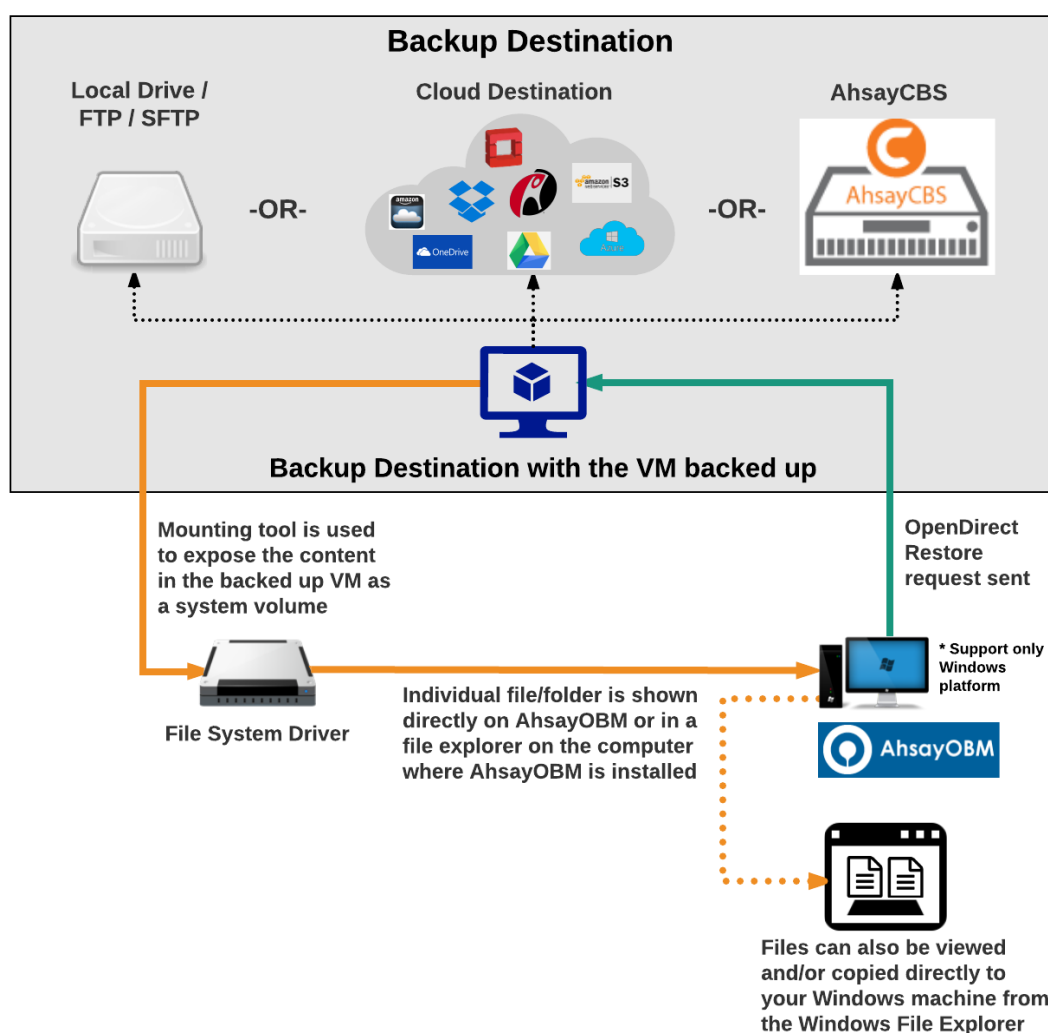 Backup Destination
Local Drive /
FTP / SFTP
Cloud Destination
AhsayCBS
-OR-
-OR-
amazon
amazon
web services
S3
OneDrive
Azure
C
AhsayCBS
Backup Destination with the VM backed up
Mounting tool is used
to expose the content
in the backed up VM as
a system volume
OpenDirect
Restore
request sent
* Support only
Windows
platform
File System Driver
Individual file/folder is shown
directly on AhsayOBM or in a
file explorer on the computer
where AhsayOBM is installed
AhsayOBM
Files can also be viewed
and/or copied directly to
your Windows machine from
the Windows File Explorer